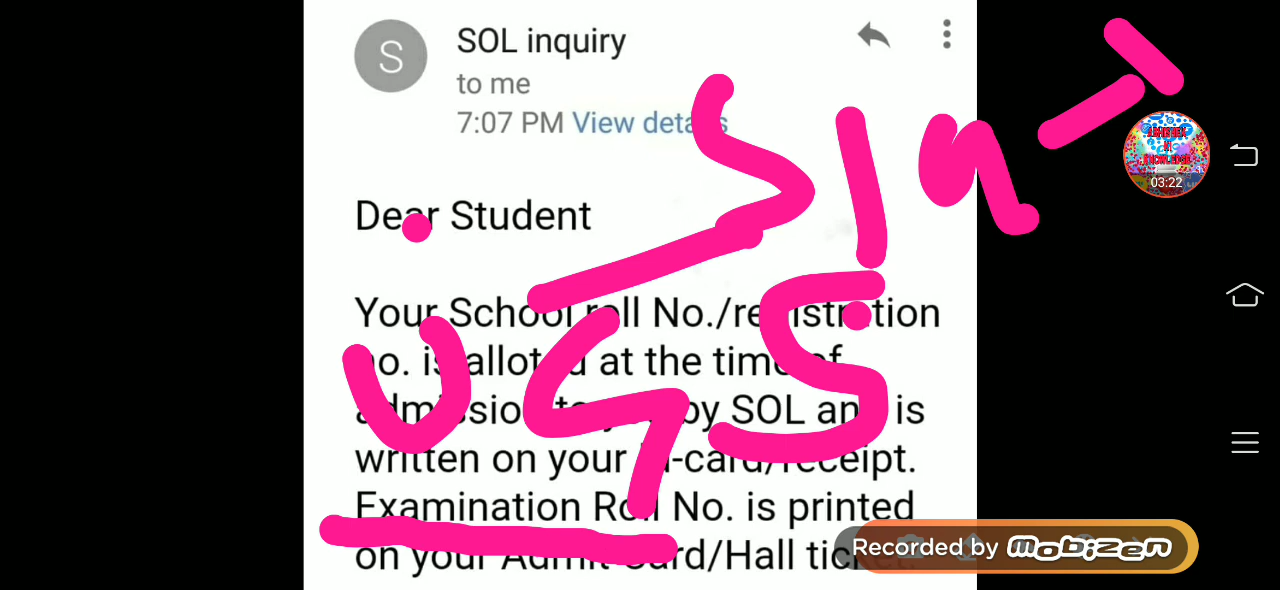 S
SOL inquiry
to me
7:07 PM View details
Dear Student
Your School roll No./registration
no. is alloted at the time of
admission to you by SOL and is
written on your Id-card/receipt.
Examination Roll No. is printed
on your Admit Card/Hall ticket.
03:22
Recorded by MOBIZEN